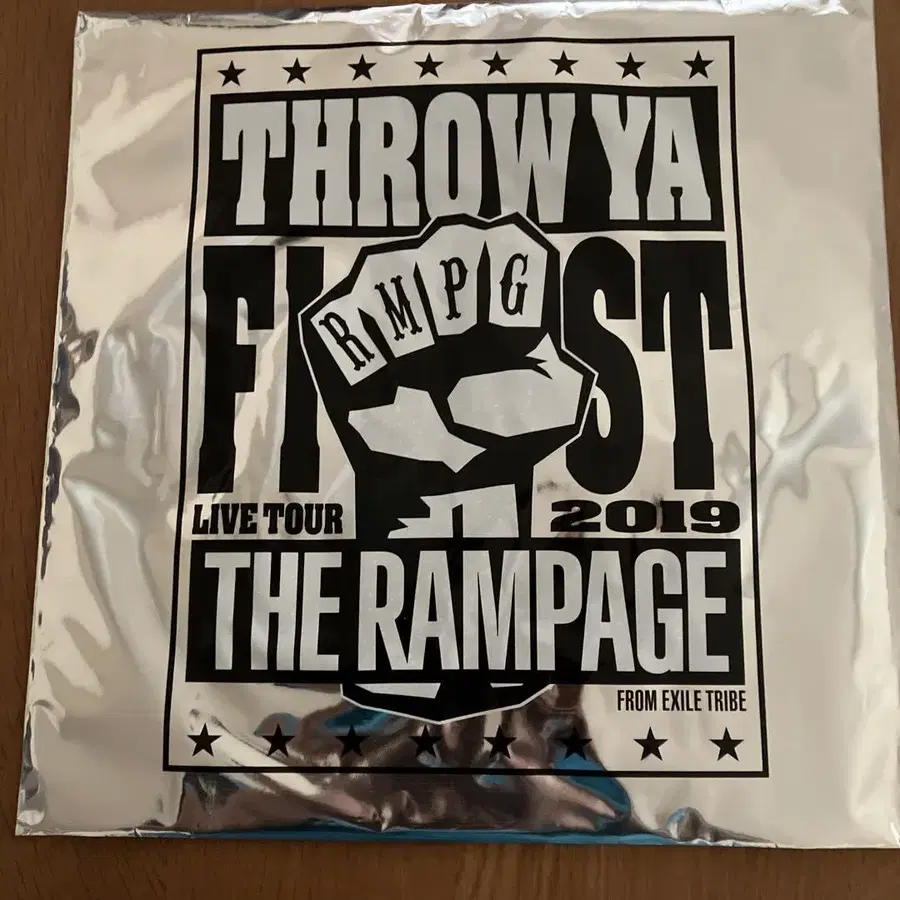 THROW YA
RMPG
FIST
LIVE TOUR 2019
THE RAMPAGE
FROM EXILE TRIBE